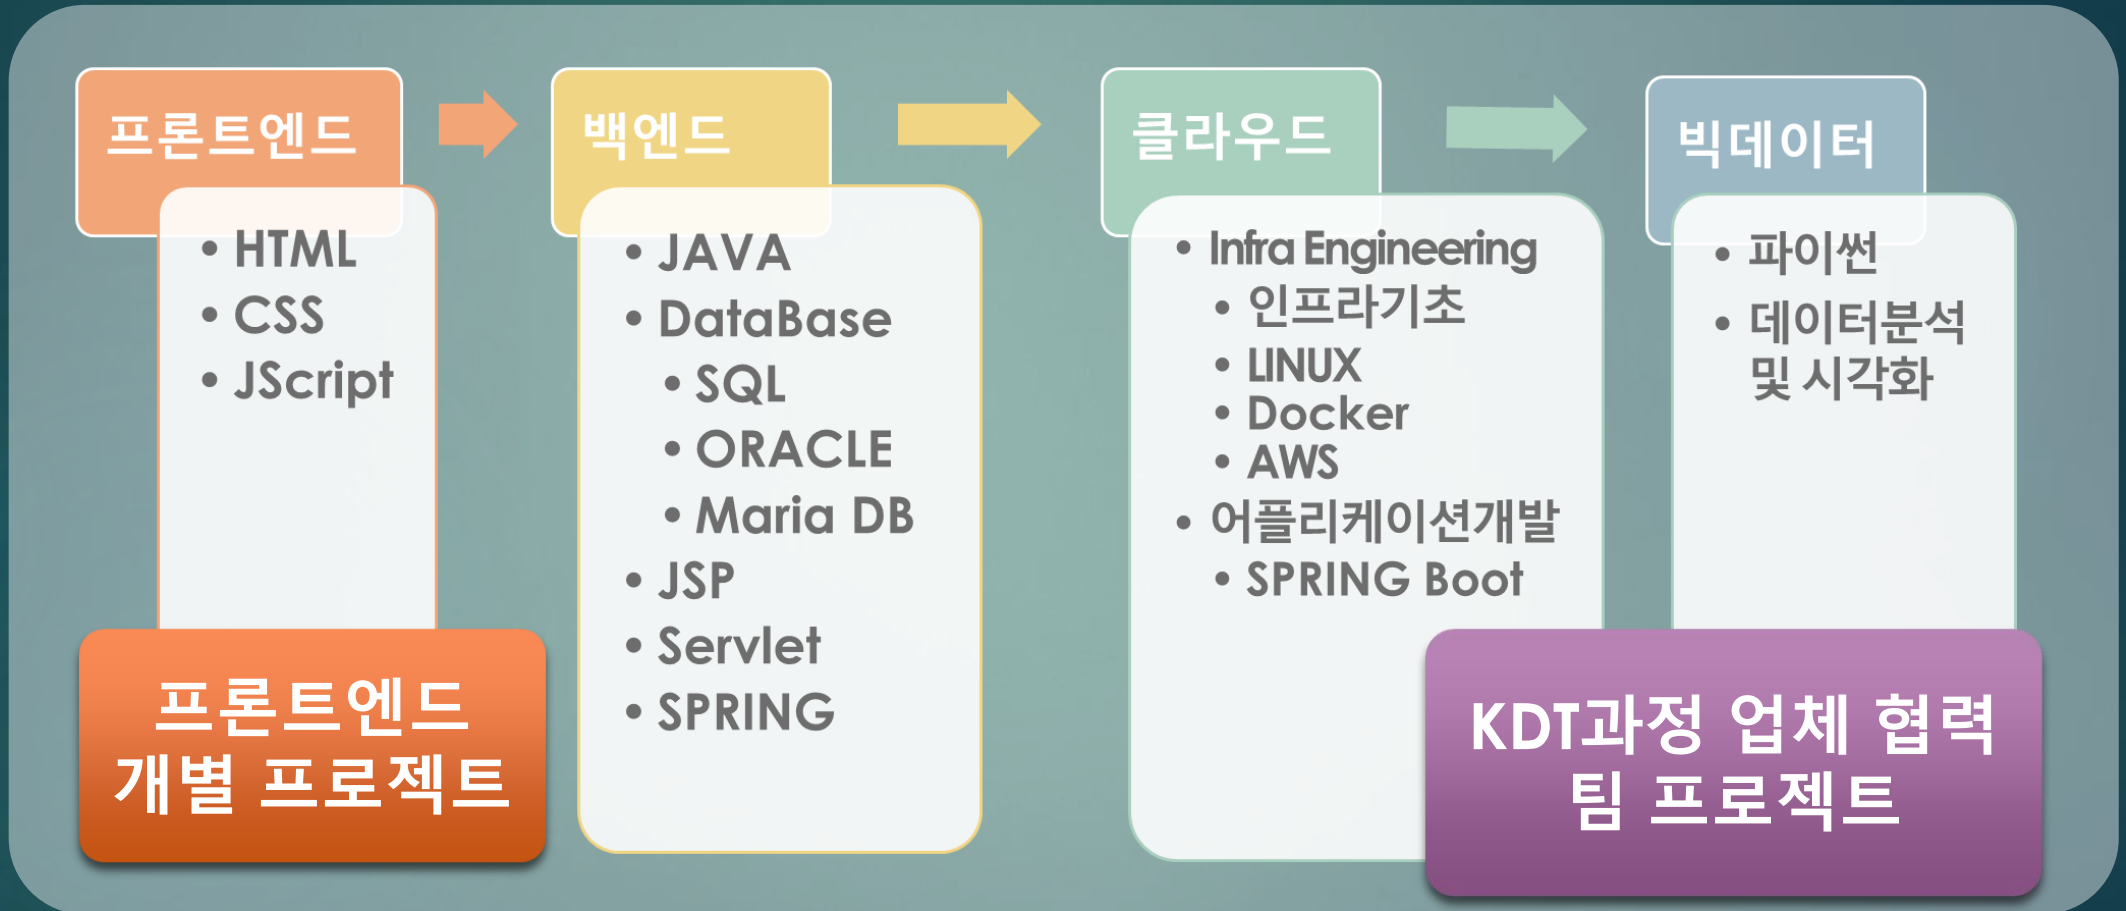 프론트엔드
• HTML
• CSS
• JScript
프론트엔드
개별 프로젝트
백엔드
• JAVA
• DataBase
• SQL
• ORACLE
• Maria DB
• JSP
• Servlet
• SPRING
클라우드
• Infra Engineering
• 인프라기초
• LINUX
• Docker
• AWS
• 어플리케이션개발
• SPRING Boot
빅데이터
• 파이썬
• 데이터분석
및 시각화
KDT과정 업체 협력
팀 프로젝트